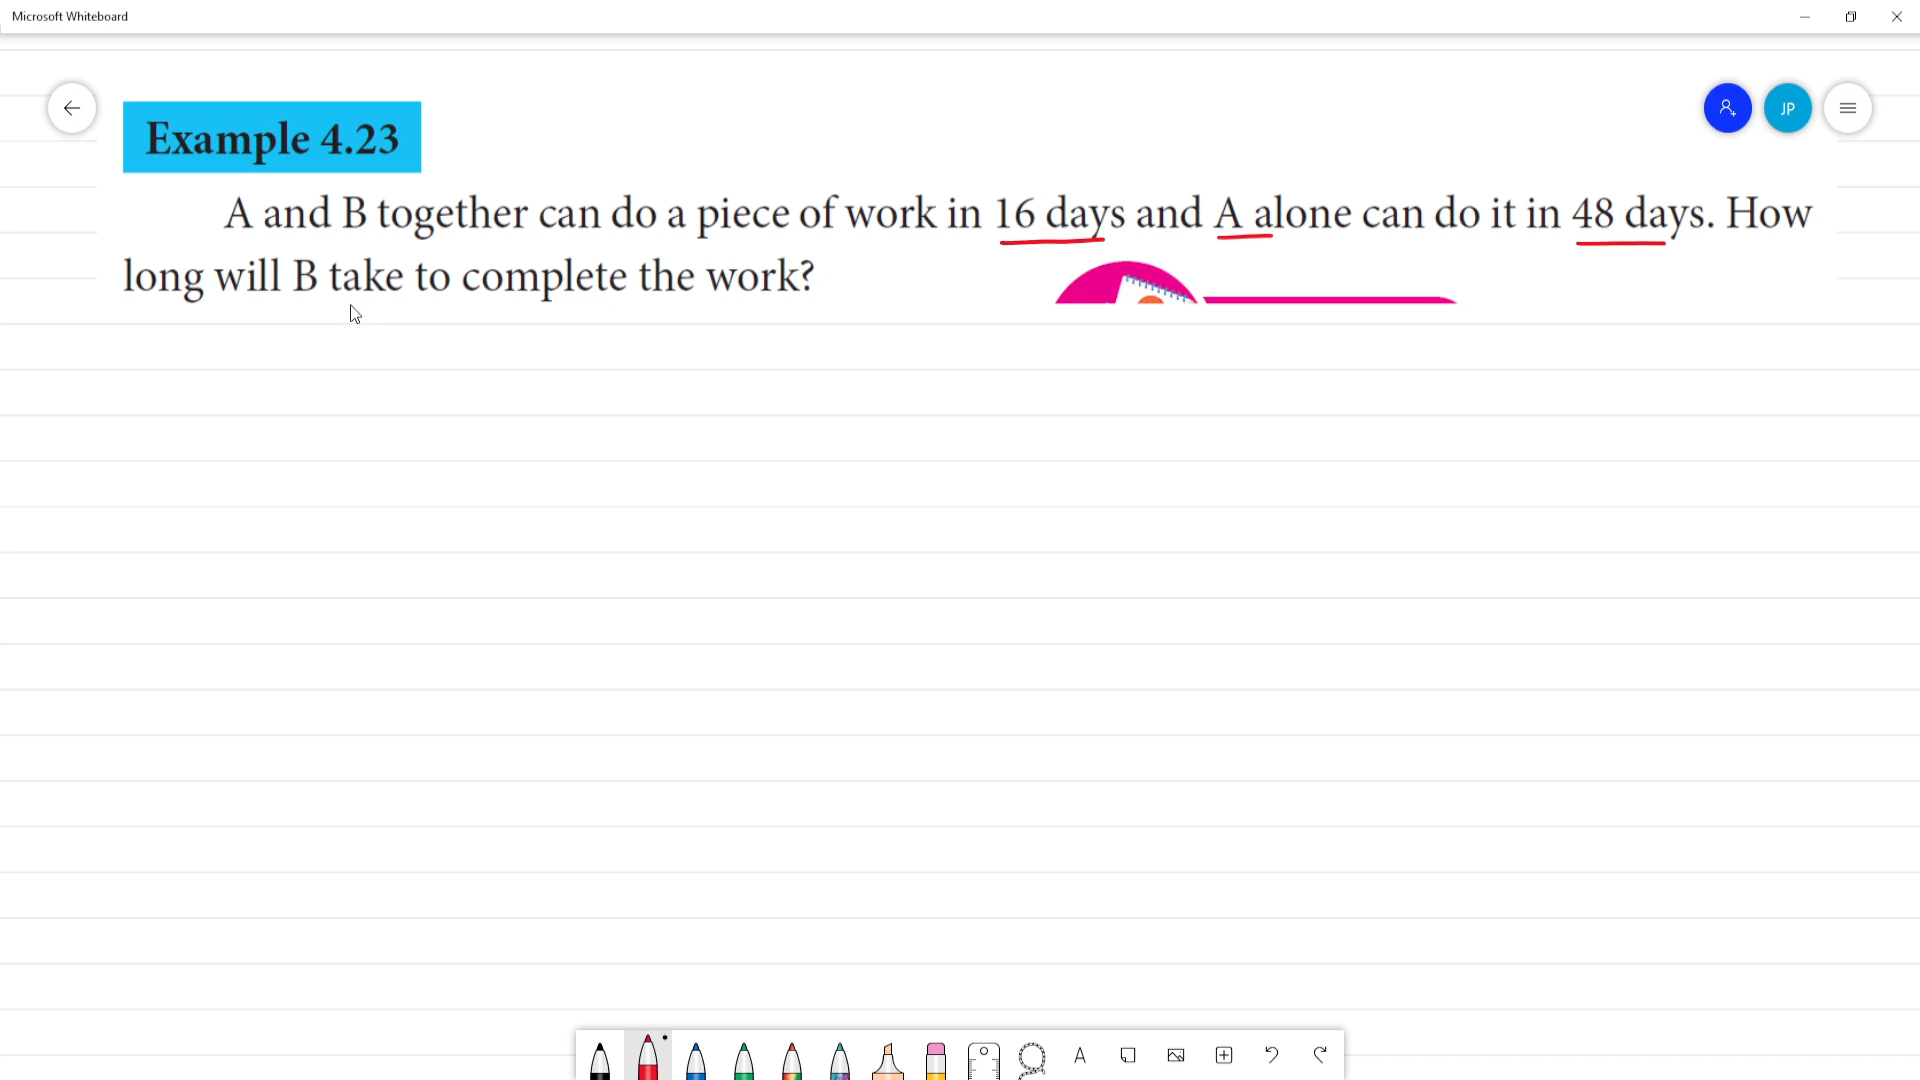 Microsoft Whiteboard
JP
Example 4.23
A and B together can do a piece of work in 16 days and A alone can do it in 48 days. How
long will B take to complete the work?
A